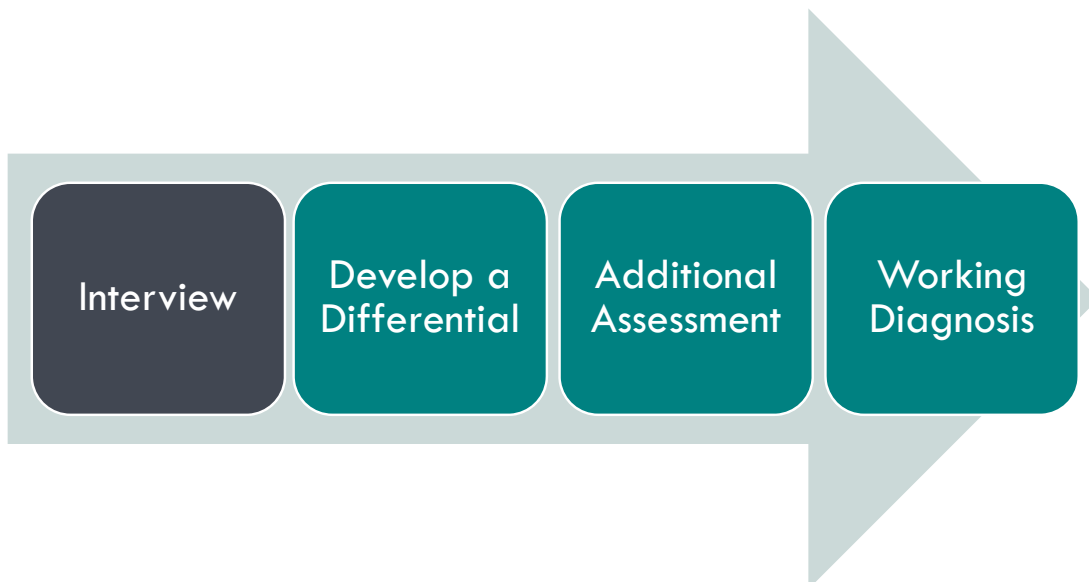 Interview
Develop a
Differential
Additional
Assessment
Working
Diagnosis